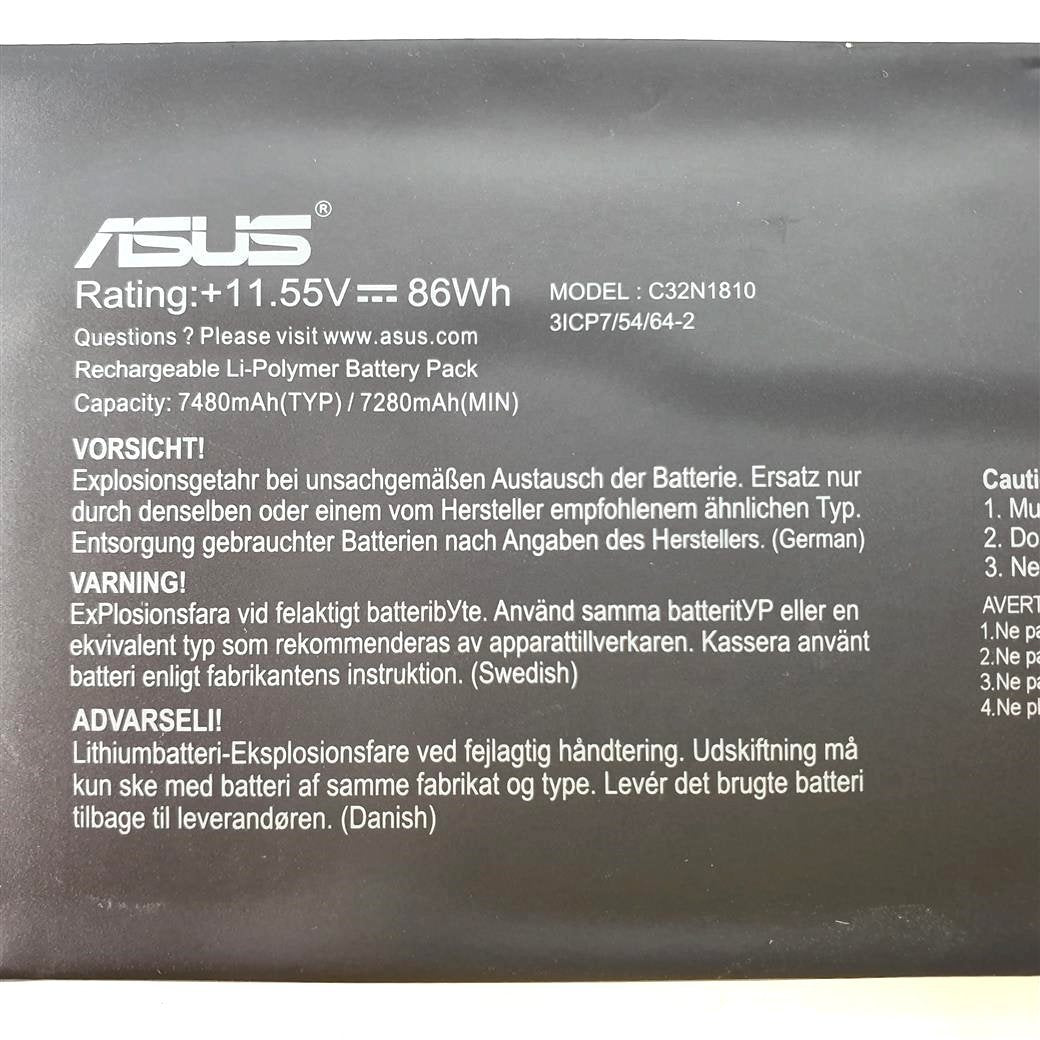 ASUS®
Rating:+11.55V⎓ 86Wh
MODEL : C32N1810
3ICP7/54/64-2
Questions ? Please visit www.asus.com
Rechargeable Li-Polymer Battery Pack
Capacity: 7480mAh(TYP) / 7280mAh(MIN)
VORSICHT!
Explosionsgetahr bei unsachgemäßen Austausch der Batterie. Ersatz nur
durch denselben oder einem vom Hersteller empfohlenem ähnlichen Typ.
Entsorgung gebrauchter Batterien nach Angaben des Herstellers. (German)
VARNING!
ExPlosionsfara vid felaktigt batteribУte. Använd samma batteritУP eller en
ekvivalent typ som rekommenderas av apparattillverkaren. Kassera använt
batteri enligt fabrikantens instruktion. (Swedish)
ADVARSELI!
Lithiumbatteri-Eksplosionsfare ved fejlagtig håndtering. Udskiftning må
kun ske med batteri af samme fabrikat og type. Levér det brugte batteri
tilbage til leverandøren. (Danish)
Cauti
1. Mu
2. Do
3. Ne
AVERT
1.Ne pa
2.Ne pa
3.Ne pa
4.Ne pl